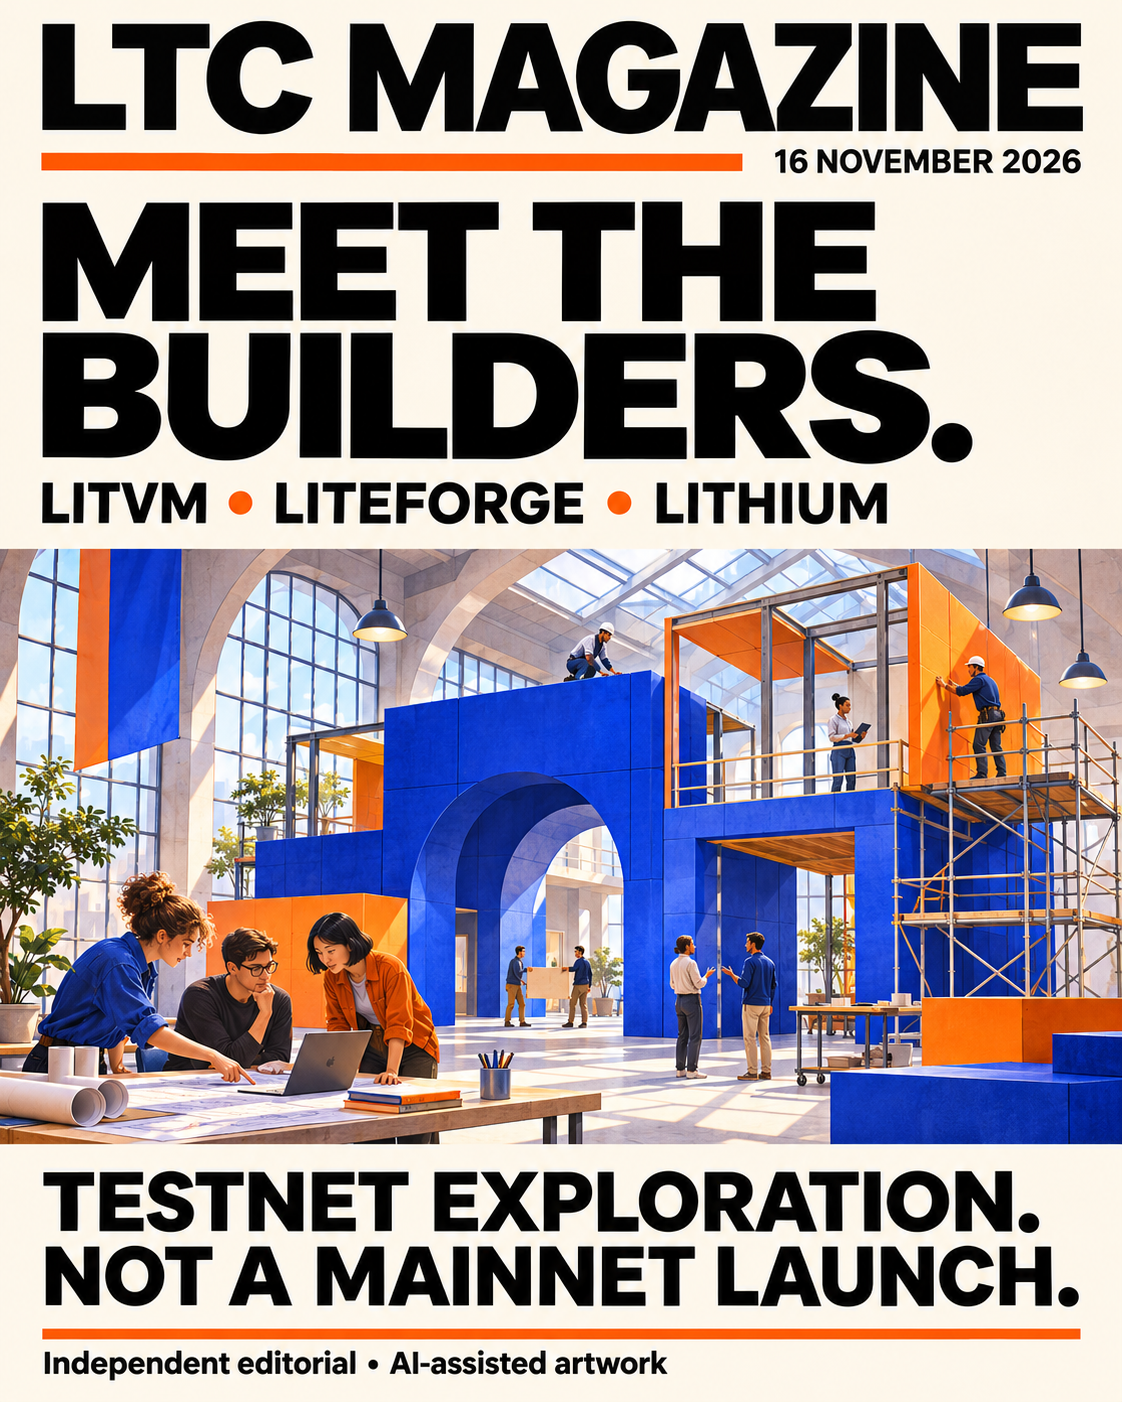 LTC MAGAZINE
16 NOVEMBER 2026
MEET THE
BUILDERS.
LITVM • LITEFORGE • LITHIUM
TESTNET EXPLORATION.
NOT A MAINNET LAUNCH.
Independent editorial • AI-assisted artwork